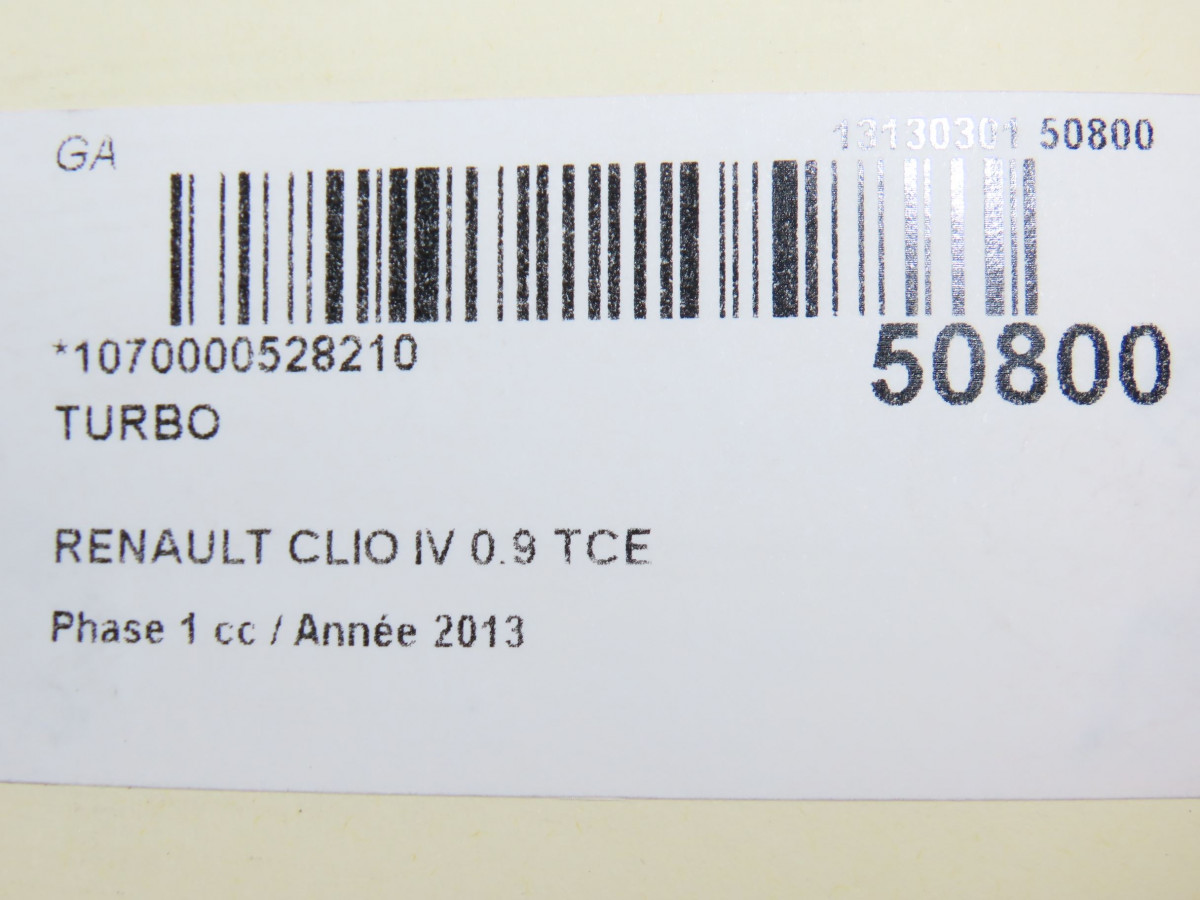 GA
13130301 50800
*1070000528210
50800
TURBO
RENAULT CLIO IV 0.9 TCE
Phase 1 cc / Année 2013